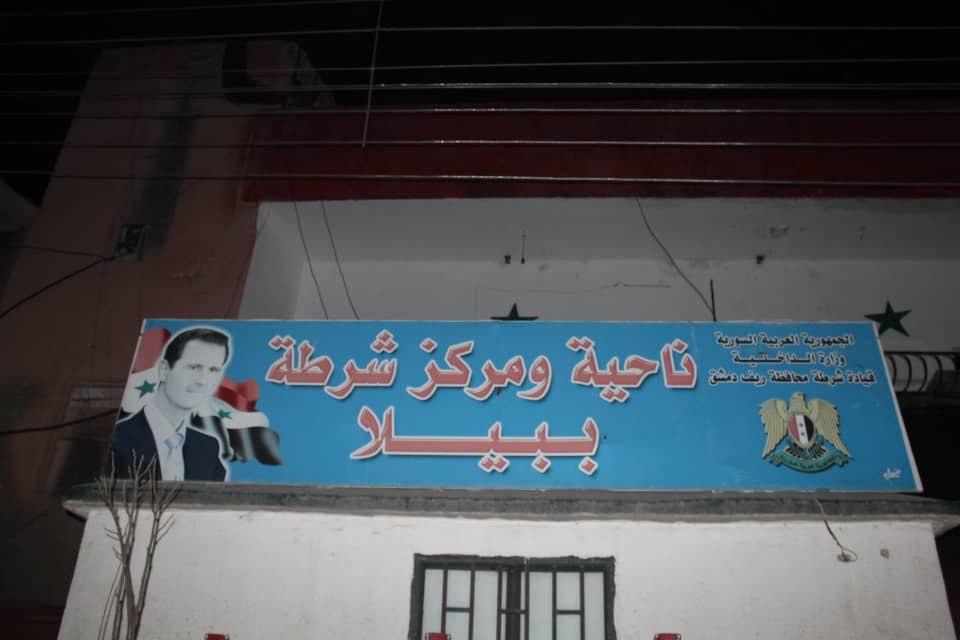 الجمهورية العربية السورية
وزارة الداخلية
قيادة شرطة محافظة ريف دمشق
ناحية ومركز شرطة
ببيلا